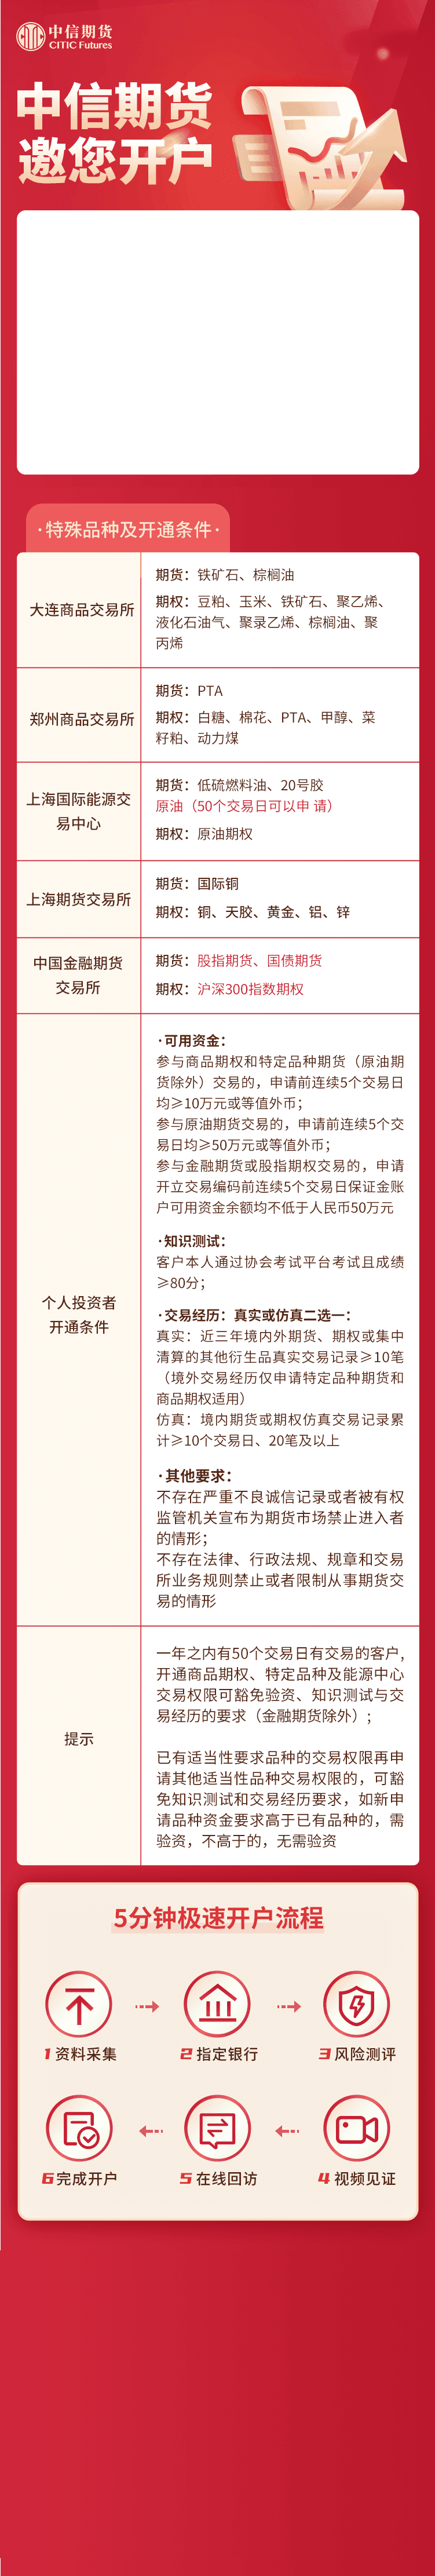 中信期货
CITIC Futures
中信期货
邀您开户
·特殊品种及开通条件·
大连商品交易所
期货：铁矿石、棕榈油
期权：豆粕、玉米、铁矿石、聚乙烯、
液化石油气、聚录乙烯、棕榈油、聚
丙烯
郑州商品交易所
期货：PTA
期权：白糖、棉花、PTA、甲醇、菜
籽粕、动力煤
上海国际能源交
易中心
期货：低硫燃料油、20号胶
原油（50个交易日可以申 请）
期权：原油期权
上海期货交易所
期货：国际铜
期权：铜、天胶、黄金、铝、锌
中国金融期货
交易所
期货：股指期货、国债期货
期权：沪深300指数期权
个人投资者
开通条件
·可用资金：
参与商品期权和特定品种期货（原油期
货除外）交易的，申请前连续5个交易日
均≥10万元或等值外币；
参与原油期货交易的，申请前连续5个交
易日均≥50万元或等值外币；
参与金融期货或股指期权交易的，申请
开立交易编码前连续5个交易日保证金账
户可用资金余额均不低于人民币50万元
·知识测试：
客户本人通过协会考试平台考试且成绩
≥80分；
·交易经历：真实或仿真二选一：
真实：近三年境内外期货、期权或集中
清算的其他衍生品真实交易记录≥10笔
（境外交易经历仅申请特定品种期货和
商品期权适用）
仿真：境内期货或期权仿真交易记录累
计≥10个交易日、20笔及以上
·其他要求：
不存在严重不良诚信记录或者被有权
监管机关宣布为期货市场禁止进入者
的情形；
不存在法律、行政法规、规章和交易
所业务规则禁止或者限制从事期货交
易的情形
提示
一年之内有50个交易日有交易的客户，
开通商品期权、特定品种及能源中心
交易权限可豁免验资、知识测试与交
易经历的要求（金融期货除外）；
已有适当性要求品种的交易权限再申
请其他适当性品种交易权限的，可豁
免知识测试和交易经历要求，如新申
请品种资金要求高于已有品种的，需
验资，不高于的，无需验资
5分钟极速开户流程
1 资料采集
2 指定银行
3 风险测评
6 完成开户
5 在线回访
4 视频见证